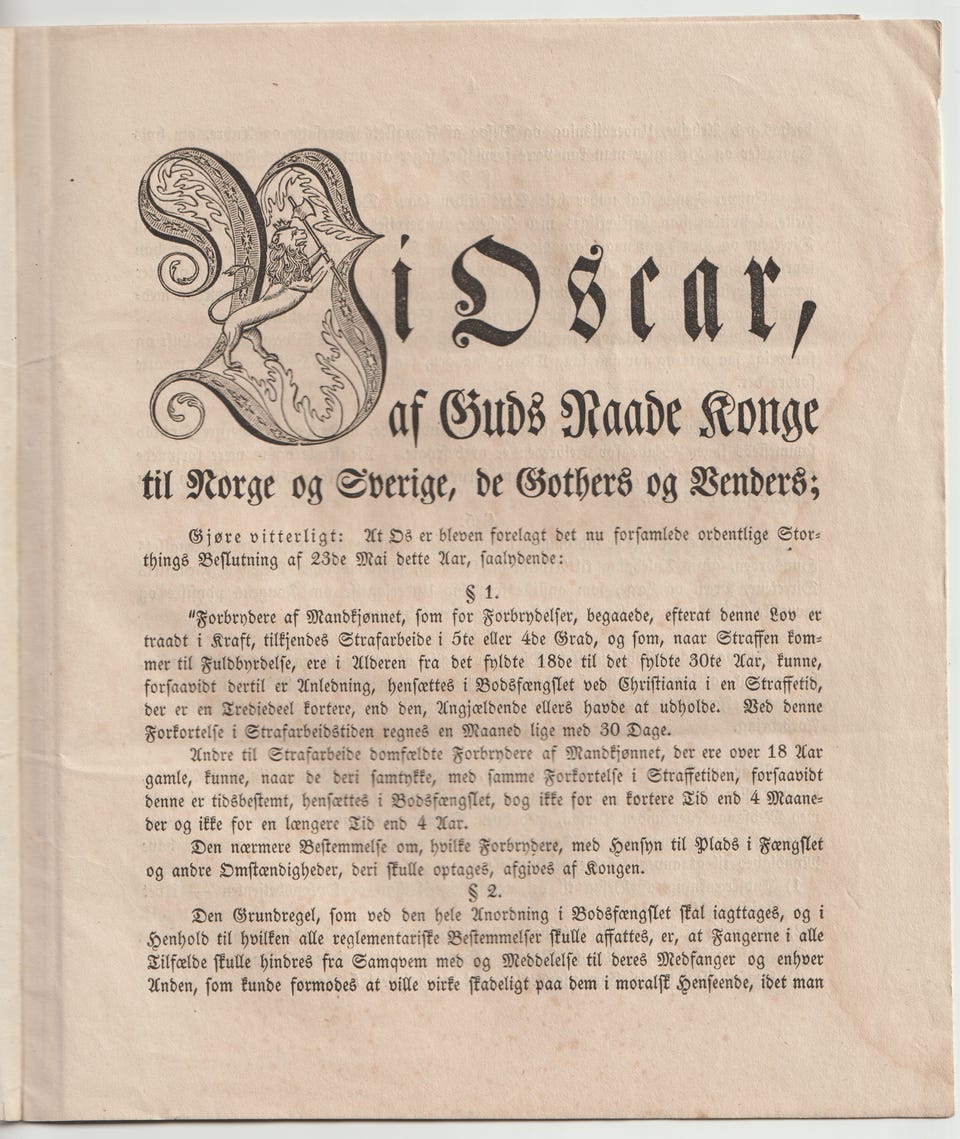 Vi Oscar,
af Guds Naade Konge
til Norge og Sverige, de Gothers og Venders;
Gjøre vitterligt: At Os er bleven forelagt det nu forsamlede ordentlige Stor-
things Beslutning af 23de Mai dette Aar, saalydende:
§ 1.
"Forbrydere af Mandkjønnet, som for Forbrydelser, begaaede, efterat denne Lov er
traadt i Kraft, tilkjendes Strafarbeide i 5te eller 4de Grad, og som, naar Straffen kom-
mer til Fuldbyrdelse, ere i Alderen fra det fyldte 18de til det fyldte 30te Aar, kunne,
forsaavidt dertil er Anledning, hensættes i Bodsfængslet ved Christiania i en Straffetid,
der er en Trediedeel kortere, end den, Angjældende ellers havde at udholde. Ved denne
Forkortelse i Strafarbeidstiden regnes en Maaned lige med 30 Dage.
Andre til Strafarbeide domfældte Forbrydere af Mandkjønnet, der ere over 18 Aar
gamle, kunne, naar de deri samtykke, med samme Forkortelse i Straffetiden, forsaavidt
denne er tidsbestemt, hensættes i Bodsfængslet, dog ikke for en kortere Tid end 4 Maane-
der og ikke for en længere Tid end 4 Aar.
Den nærmere Bestemmelse om, hvilke Forbrydere, med Hensyn til Plads i Fængslet
og andre Omstændigheder, deri skulle optages, afgives af Kongen.
§ 2.
Den Grundregel, som ved den hele Anordning i Bodsfængslet skal iagttages, og i
Henhold til hvilken alle reglementariske Bestemmelser skulle affattes, er, at Fangerne i alle
Tilfælde skulle hindres fra Samqvem med og Meddelelse til deres Medfanger og enhver
Anden, som kunde formodes at ville virke skadeligt paa dem i moralsk Henseende, idet man